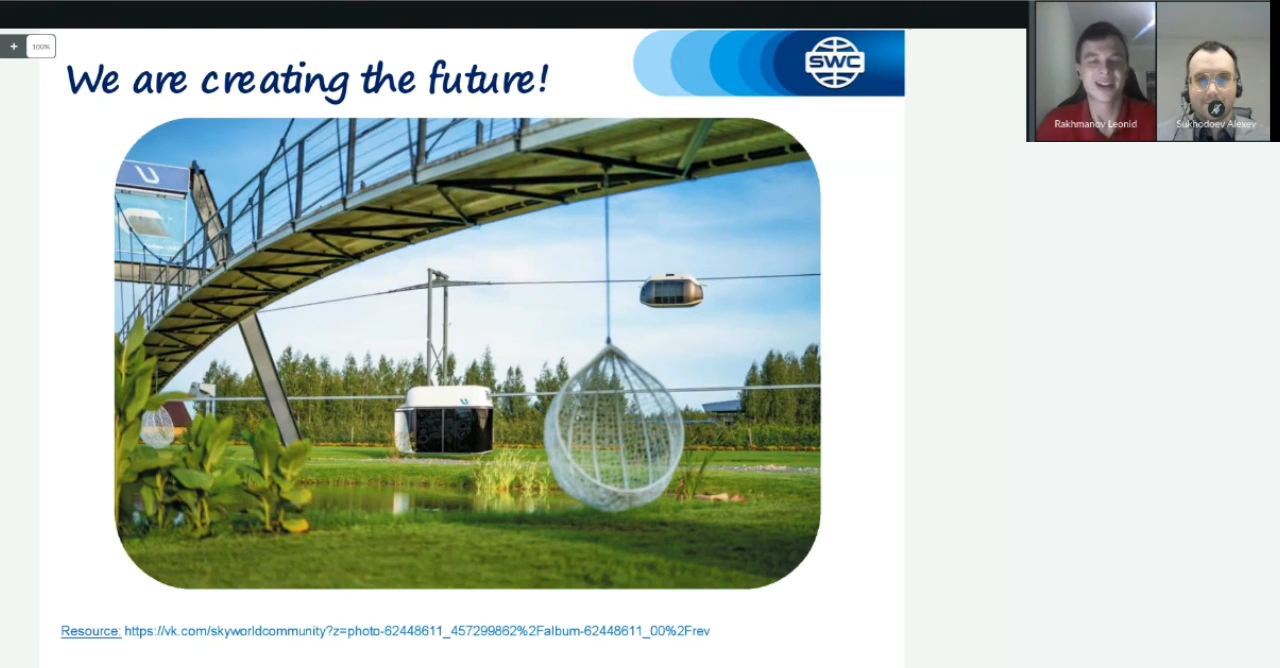 + 100%
We are creating the future!
SWC
Rakhmanov Leonid
Sukhodoev Alexey
U
U
Resource: https://vk.com/skyworldcommunity?z=photo-62448611_457299862%2Falbum-62448611_00%2Frev